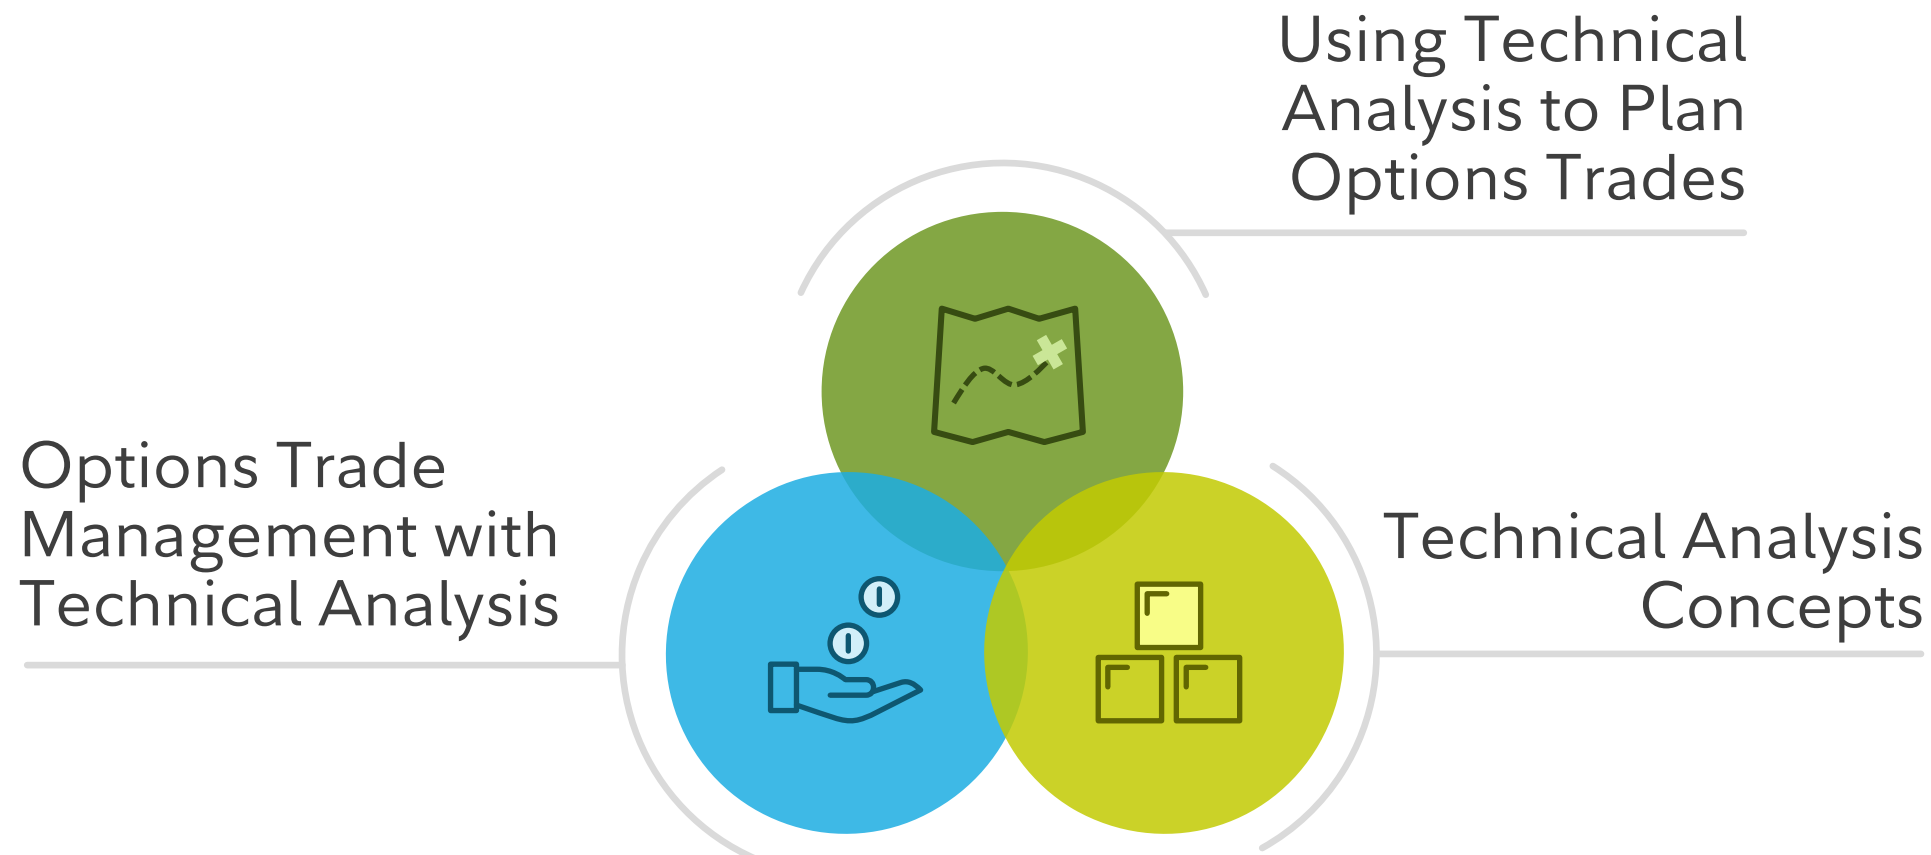 Using Technical
Analysis to Plan
Options Trades
Options Trade
Management with
Technical Analysis
Technical Analysis
Concepts